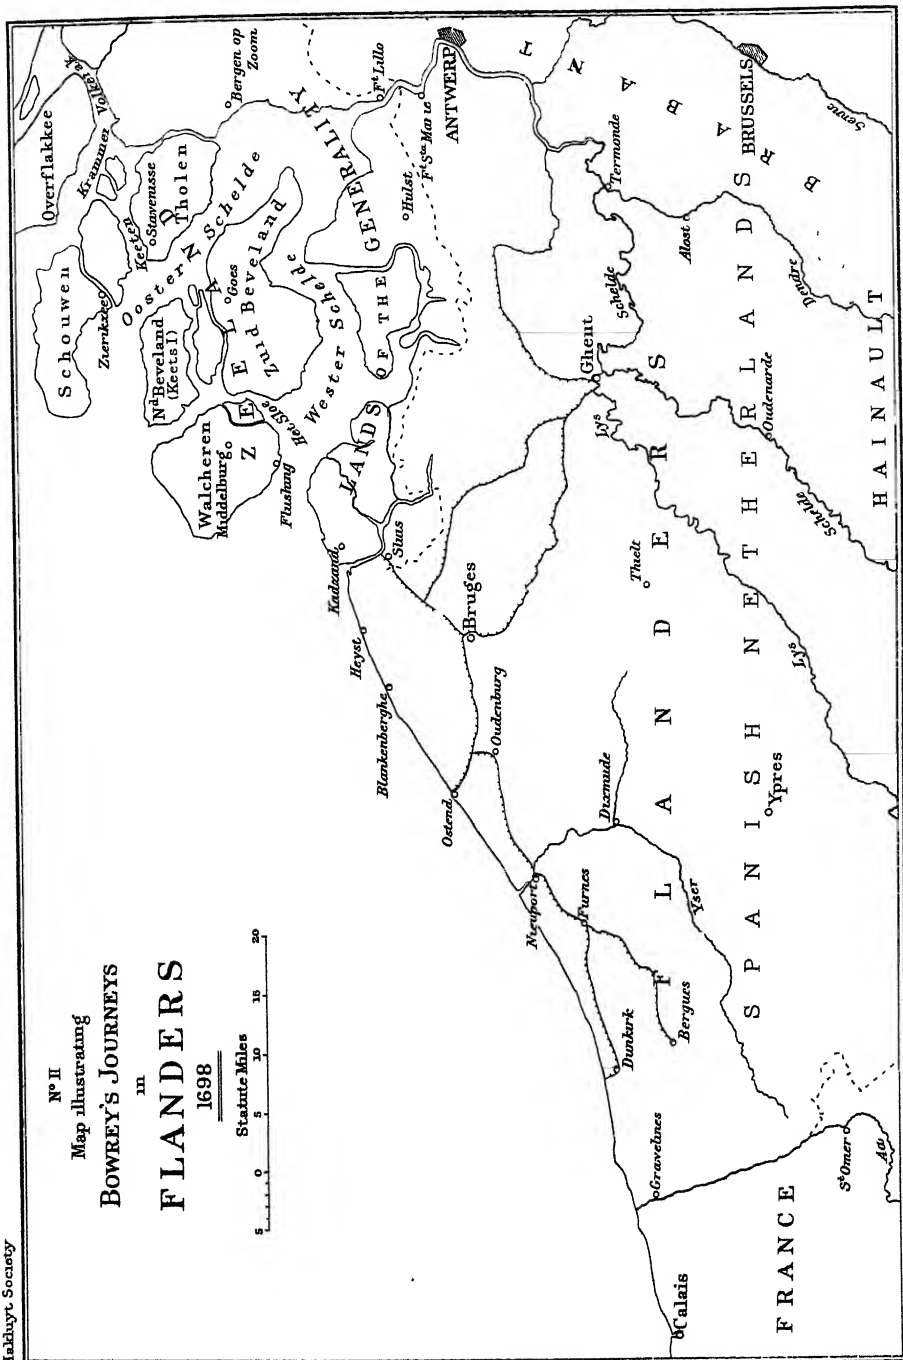 Hakluyt Society
No II
Map illustrating
BOWREY'S JOURNEYS
in
FLANDERS
1698
Statute Miles
5 0 5 10 15 20
Overflakkee
Volkerak
Krammer
Schouwen
Zierikzee
Keeten
Stavenisse
Tholen
Bergen op
Zoom
Ooster Schelde
Nd Beveland
(Keets I)
Goes
Zuid Beveland
Walcheren
Middelburg
Flushing
ZEELAND
Wester Schelde
LANDS OF THE GENERALITY
Ft Lillo
Ft Sta Marie
Hulst
ANTWERP
Kadzand
Sluis
Heyst
Blankenberghe
Bruges
Ostend
Oudenburg
Nieuport
Furnes
Dixmude
Dunkirk
Bergues
Yser
Gravelines
Calais
St Omer
Aa
FRANCE
Ypres
Thielt
Lys
Lys
Ghent
Schelde
Termonde
Alost
Dendre
Oudenarde
Schelde
BRUSSELS
Senne
BRABANT
FLANDERS
SPANISH NETHERLANDS
HAINAULT